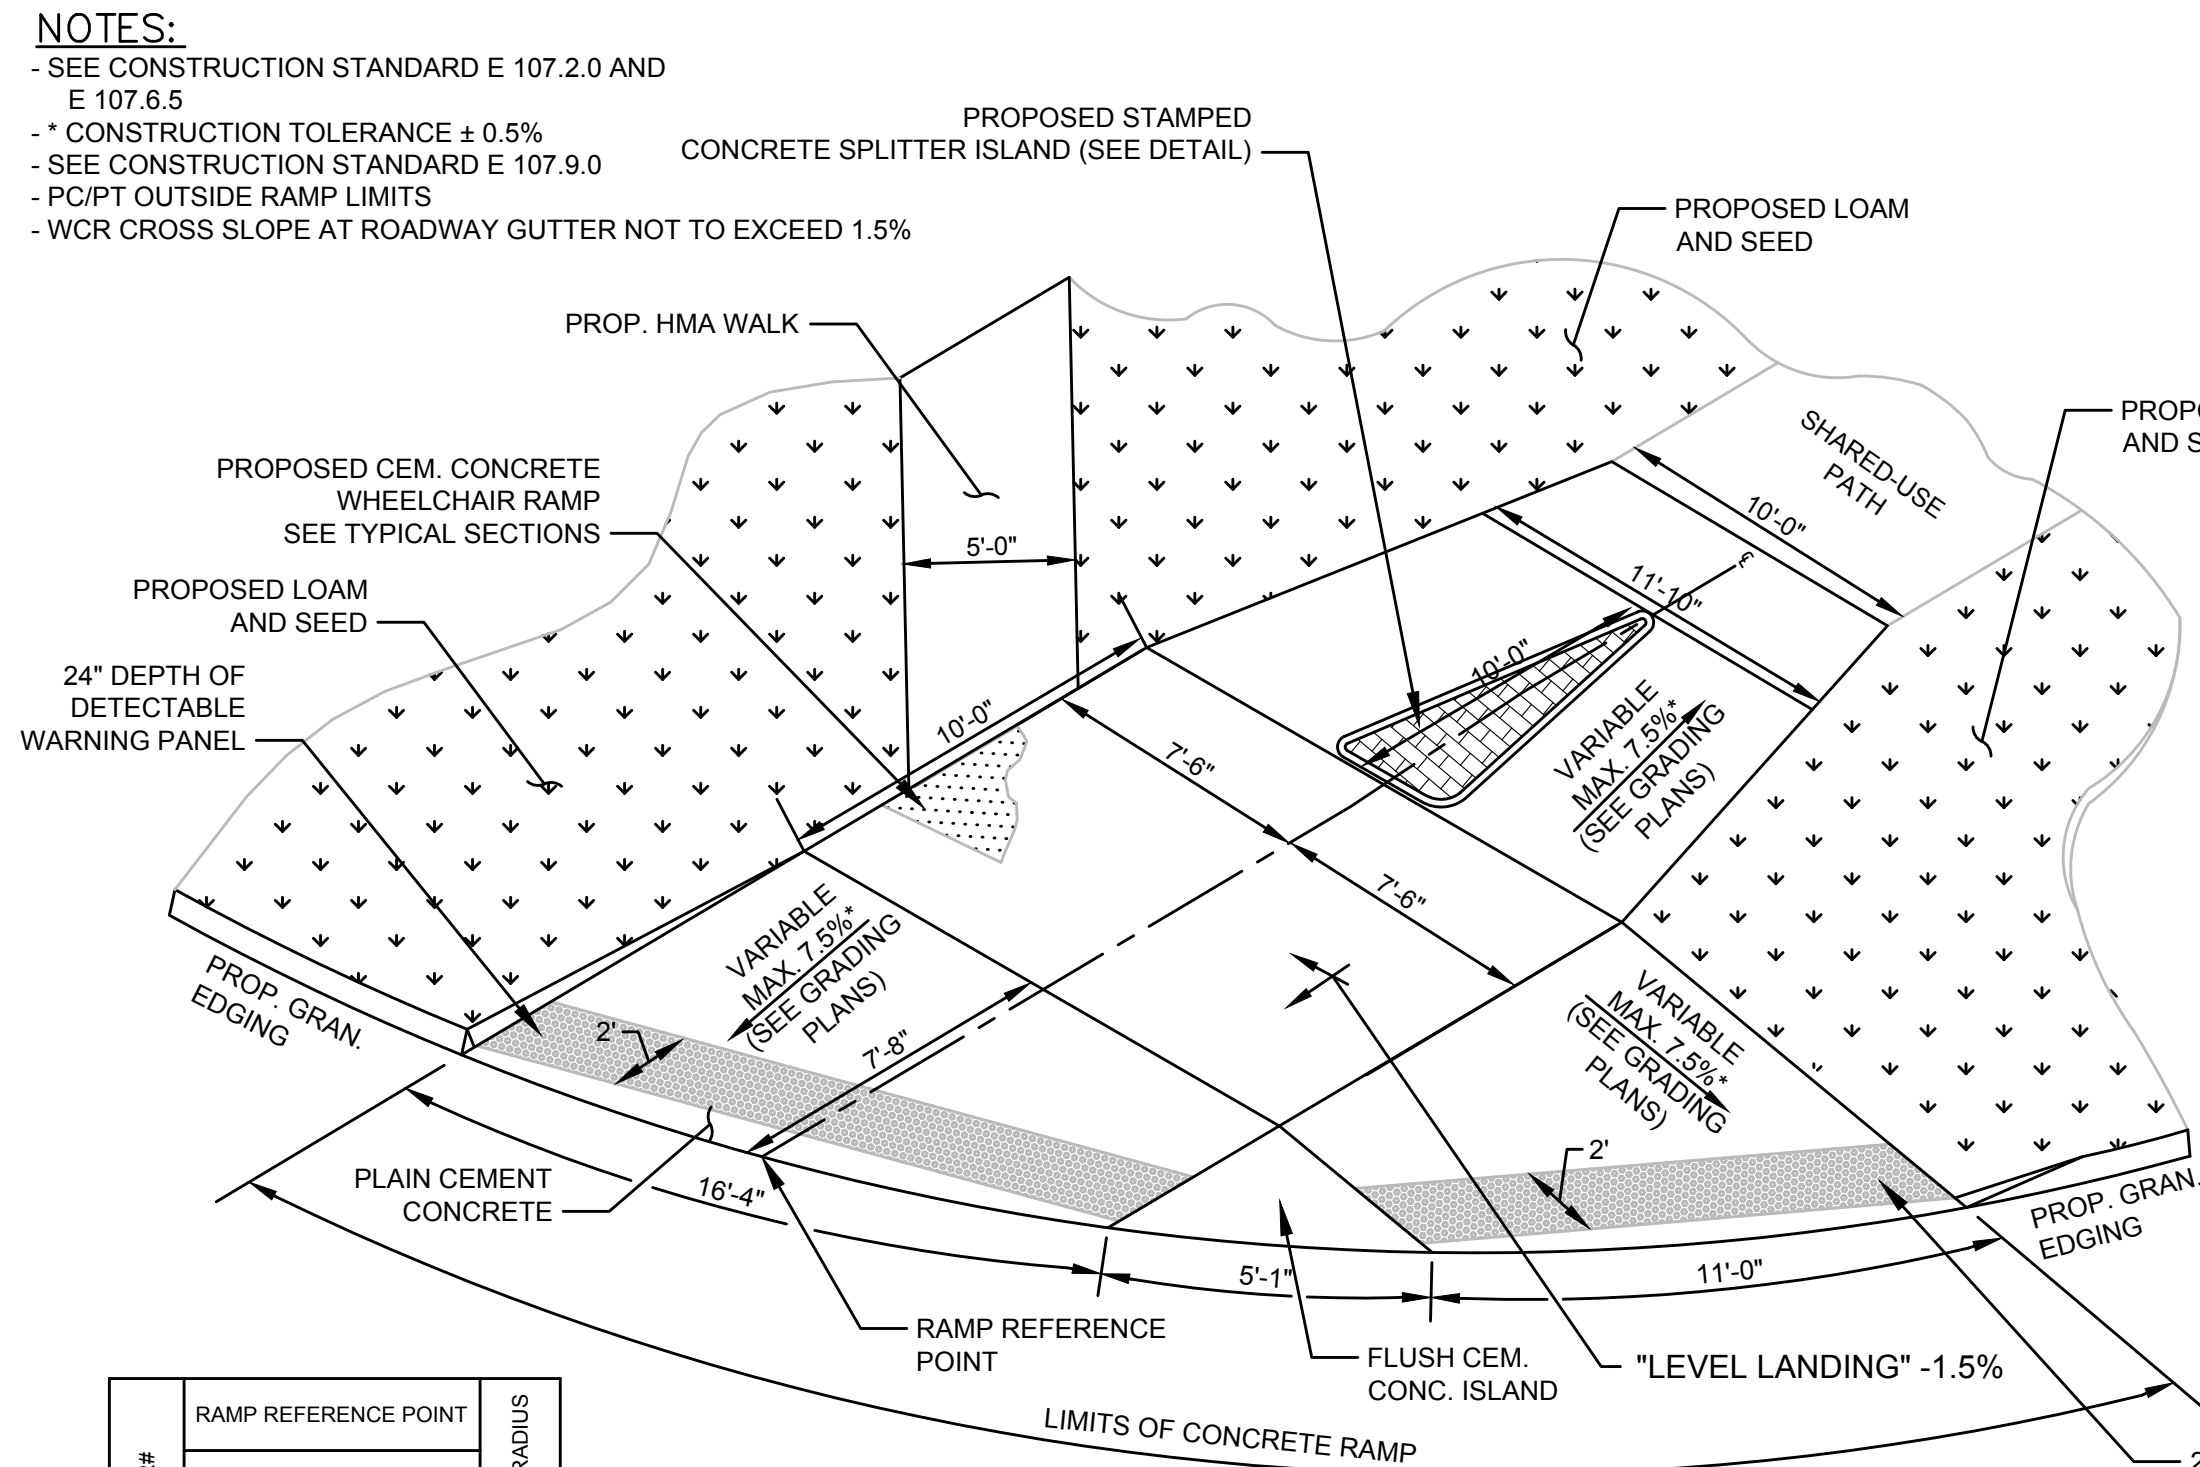 NOTES:
- SEE CONSTRUCTION STANDARD E 107.2.0 AND
E 107.6.5
- * CONSTRUCTION TOLERANCE ± 0.5%
- SEE CONSTRUCTION STANDARD E 107.9.0
- PC/PT OUTSIDE RAMP LIMITS
- WCR CROSS SLOPE AT ROADWAY GUTTER NOT TO EXCEED 1.5%
PROPOSED STAMPED
CONCRETE SPLITTER ISLAND (SEE DETAIL)
PROPOSED LOAM
AND SEED
PROP. HMA WALK
SHARED-USE
PATH
10'-0"
PROPOSED CEM. CONCRETE
WHEELCHAIR RAMP
SEE TYPICAL SECTIONS
5'-0"
11'-10"
℄
PROPOSED LOAM
AND SEED
10'-0"
24" DEPTH OF
DETECTABLE
WARNING PANEL
10'-0"
7'-6"
VARIABLE
MAX. 7.5%*
(SEE GRADING
PLANS)
7'-6"
VARIABLE
MAX. 7.5%*
(SEE GRADING
PLANS)
PROP. GRAN.
EDGING
2'
7'-8"
VARIABLE
MAX. 7.5%*
(SEE GRADING
PLANS)
2'
PLAIN CEMENT
CONCRETE
16'-4"
5'-1"
11'-0"
PROP. GRAN.
EDGING
RAMP REFERENCE
POINT
FLUSH CEM.
CONC. ISLAND
"LEVEL LANDING" -1.5%
LIMITS OF CONCRETE RAMP
RAMP REFERENCE POINT
RADIUS